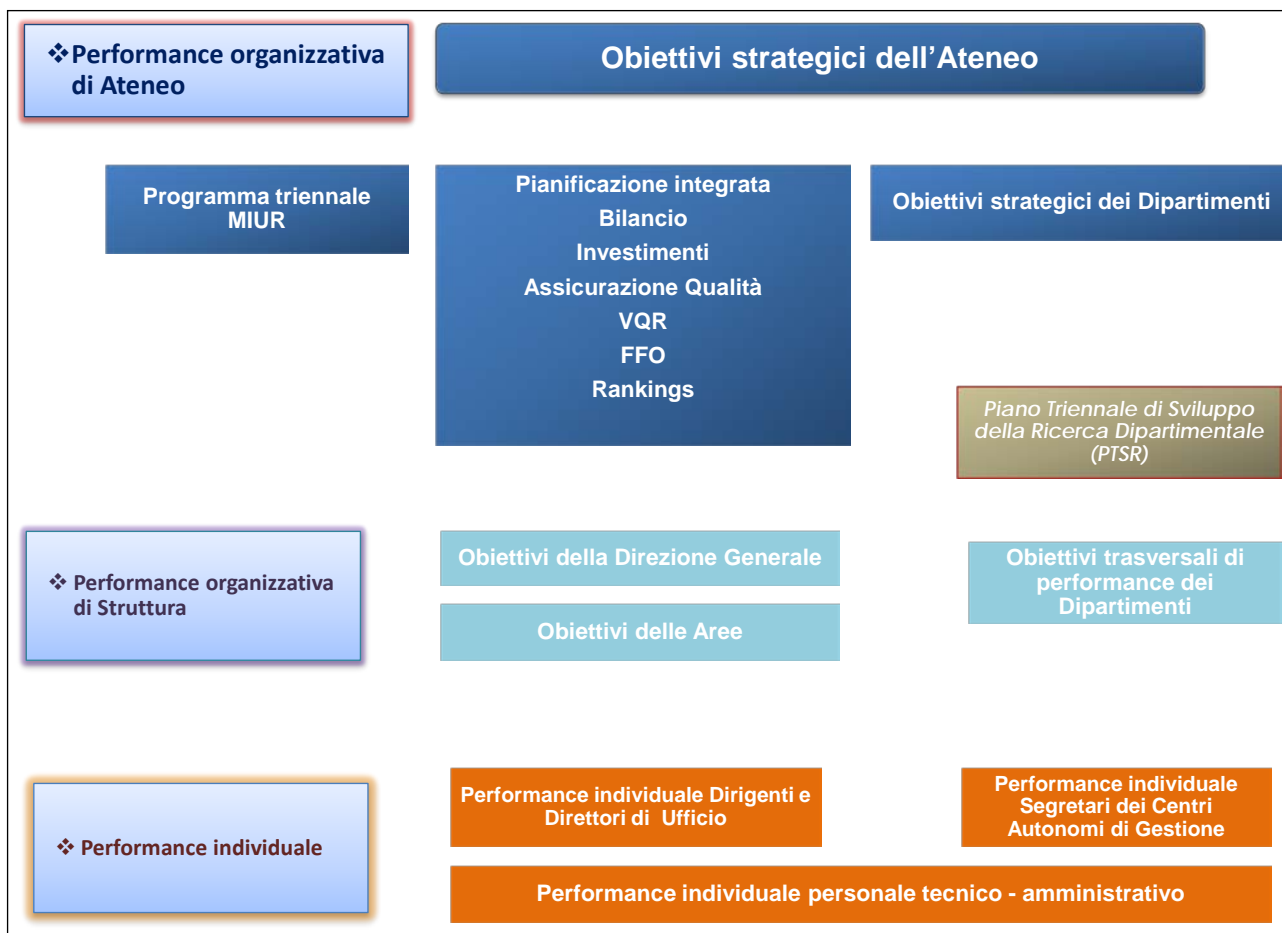 ❖Performance organizzativa
di Ateneo
Obiettivi strategici dell’Ateneo
Programma triennale
MIUR
Pianificazione integrata
Bilancio
Investimenti
Assicurazione Qualità
VQR
FFO
Rankings
Obiettivi strategici dei Dipartimenti
Piano Triennale di Sviluppo
della Ricerca Dipartimentale
(PTSR)
❖ Performance organizzativa
di Struttura
Obiettivi della Direzione Generale
Obiettivi delle Aree
Obiettivi trasversali di
performance dei
Dipartimenti
❖ Performance individuale
Performance individuale Dirigenti e
Direttori di Ufficio
Performance individuale
Segretari dei Centri
Autonomi di Gestione
Performance individuale personale tecnico - amministrativo